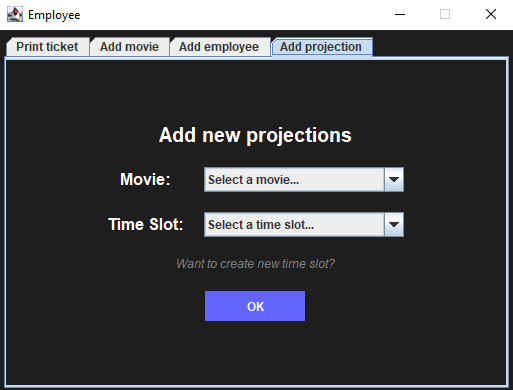 Employee
Print ticket Add movie Add employee Add projection
Add new projections
Movie: Select a movie...
Time Slot: Select a time slot...
Want to create new time slot?
OK